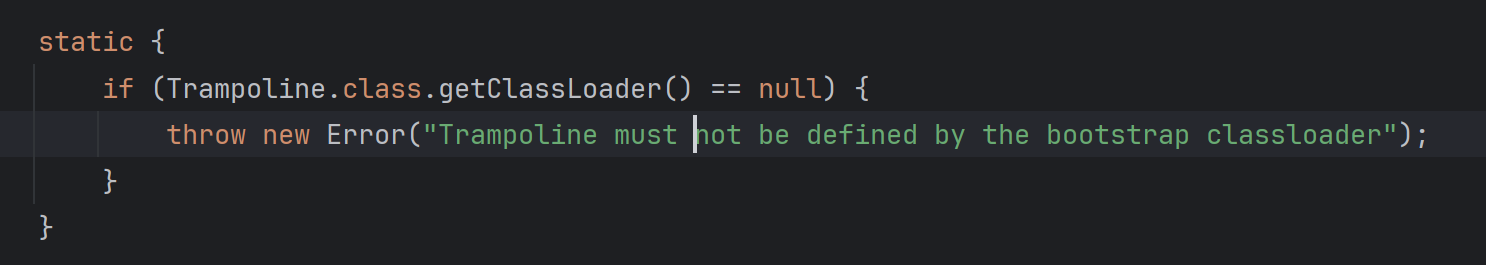 static {
if (Trampoline.class.getClassLoader() == null) {
throw new Error("Trampoline must not be defined by the bootstrap classloader");
}
}